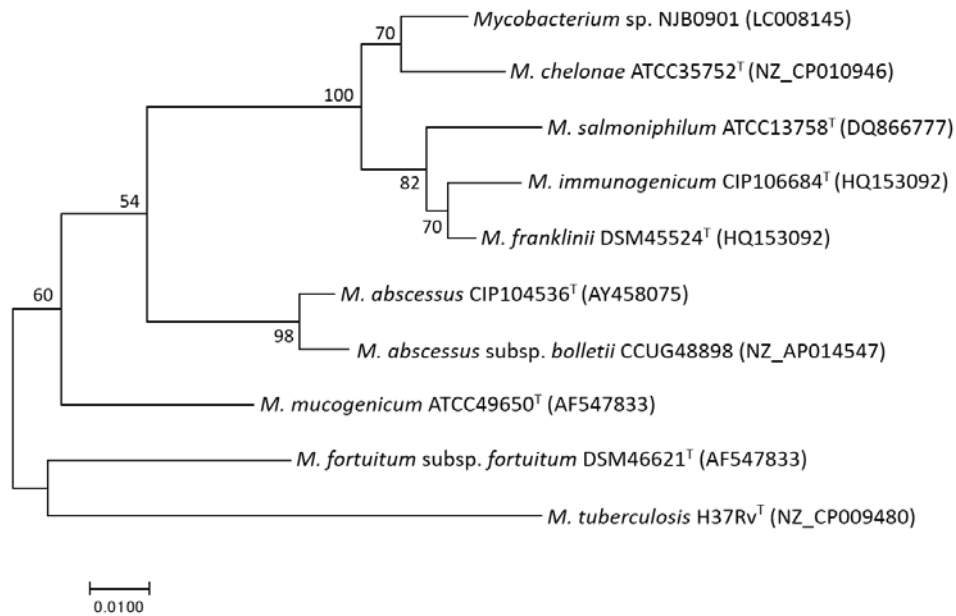 70
Mycobacterium sp. NJB0901 (LC008145)
M. chelonae ATCC35752ᵀ (NZ_CP010946)
100
M. salmoniphilum ATCC13758ᵀ (DQ866777)
82
M. immunogenicum CIP106684ᵀ (HQ153092)
54
70
M. franklinii DSM45524ᵀ (HQ153092)
60
M. abscessus CIP104536ᵀ (AY458075)
98
M. abscessus subsp. bolletii CCUG48898 (NZ_AP014547)
M. mucogenicum ATCC49650ᵀ (AF547833)
M. fortuitum subsp. fortuitum DSM46621ᵀ (AF547833)
M. tuberculosis H37Rvᵀ (NZ_CP009480)
0.0100